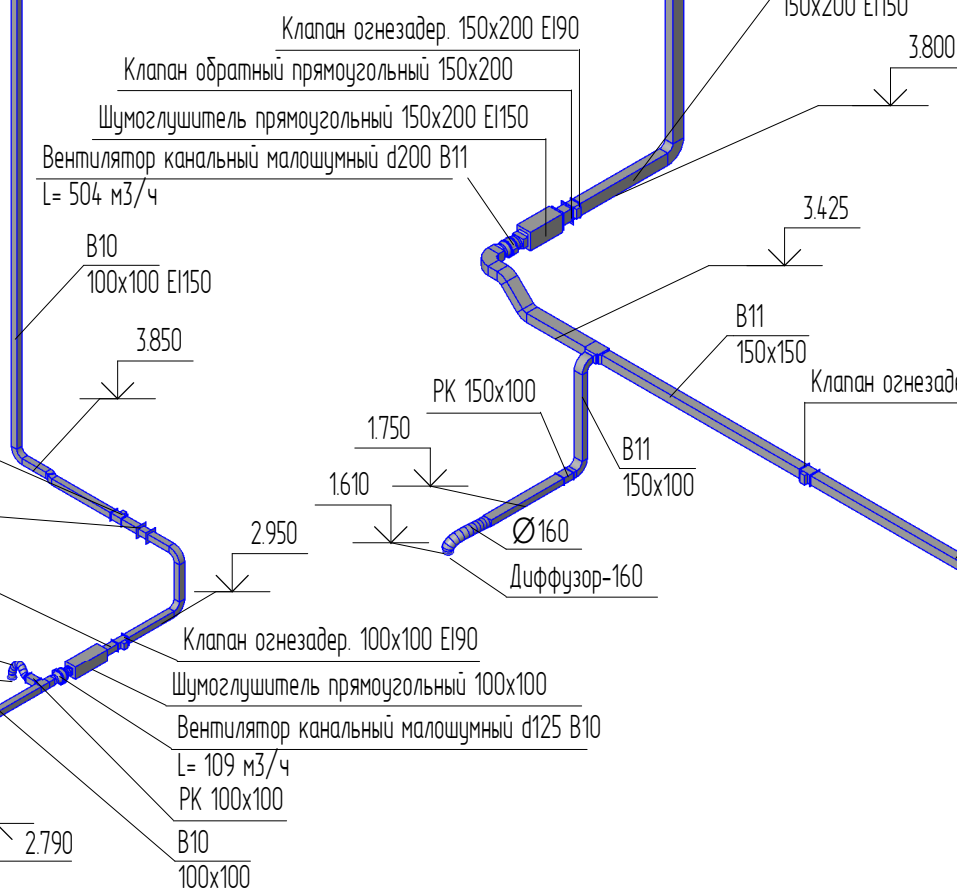 150x200 EI150
Клапан огнезадер. 150x200 EI90
3.800
Клапан обратный прямоугольный 150x200
Шумоглушитель прямоугольный 150x200 EI150
Вентилятор канальный малошумный d200 В11
L= 504 м3/ч
3.425
В10
100x100 EI150
В11
150x150
3.850
Клапан огнезаде
РК 150x100
1.750
В11
150x100
1.610
Ø160
2.950
Диффузор-160
Клапан огнезадер. 100x100 EI90
Шумоглушитель прямоугольный 100x100
Вентилятор канальный малошумный d125 В10
L= 109 м3/ч
РК 100x100
2.790
В10
100x100